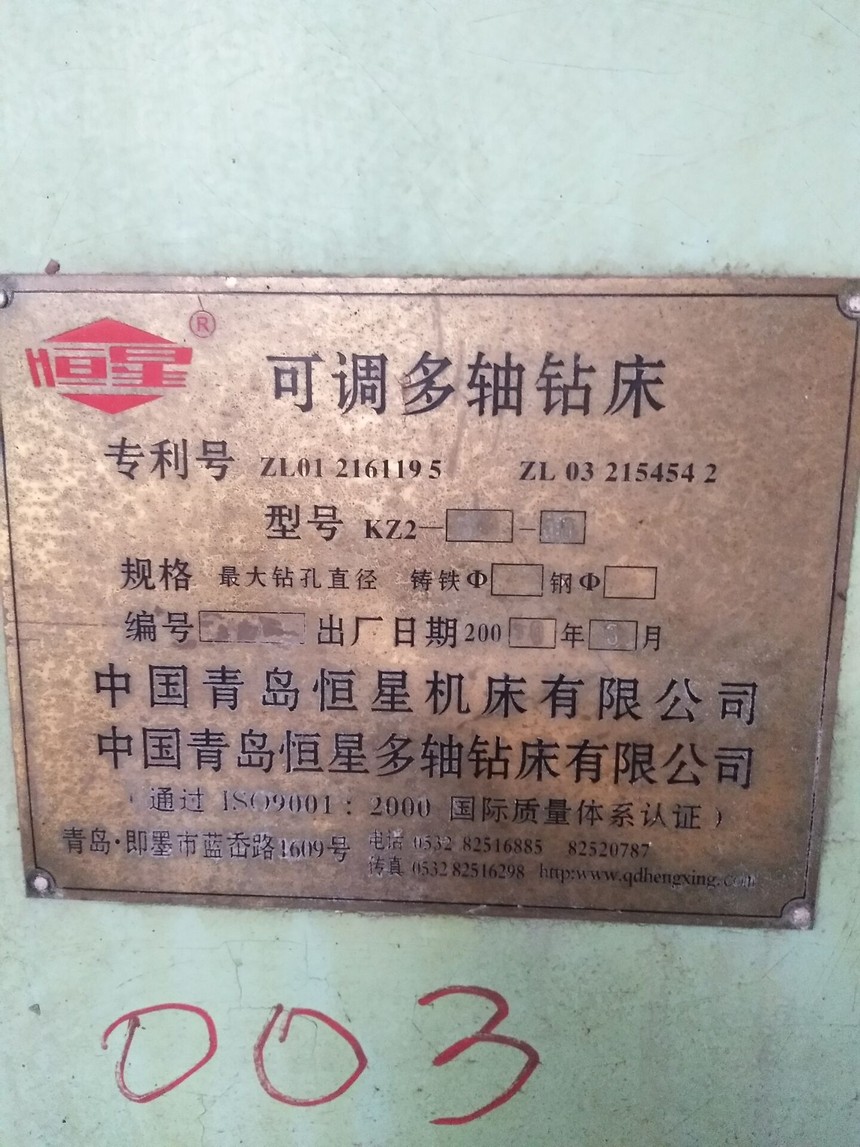 恒星 ®
可调多轴钻床
专利号 ZL01 2161195 ZL 03 215454 2
型号 KZ2— -
规格 最大钻孔直径 铸铁Φ 钢Φ
编号 出厂日期200 年 月
中国青岛恒星机床有限公司
中国青岛恒星多轴钻床有限公司
（通过 ISO9001：2000 国际质量体系认证）
青岛·即墨市蓝岙路1609号 电话 0532 82516885 82520787
传真 0532 82516298 http:www.qdhengxing.com
003